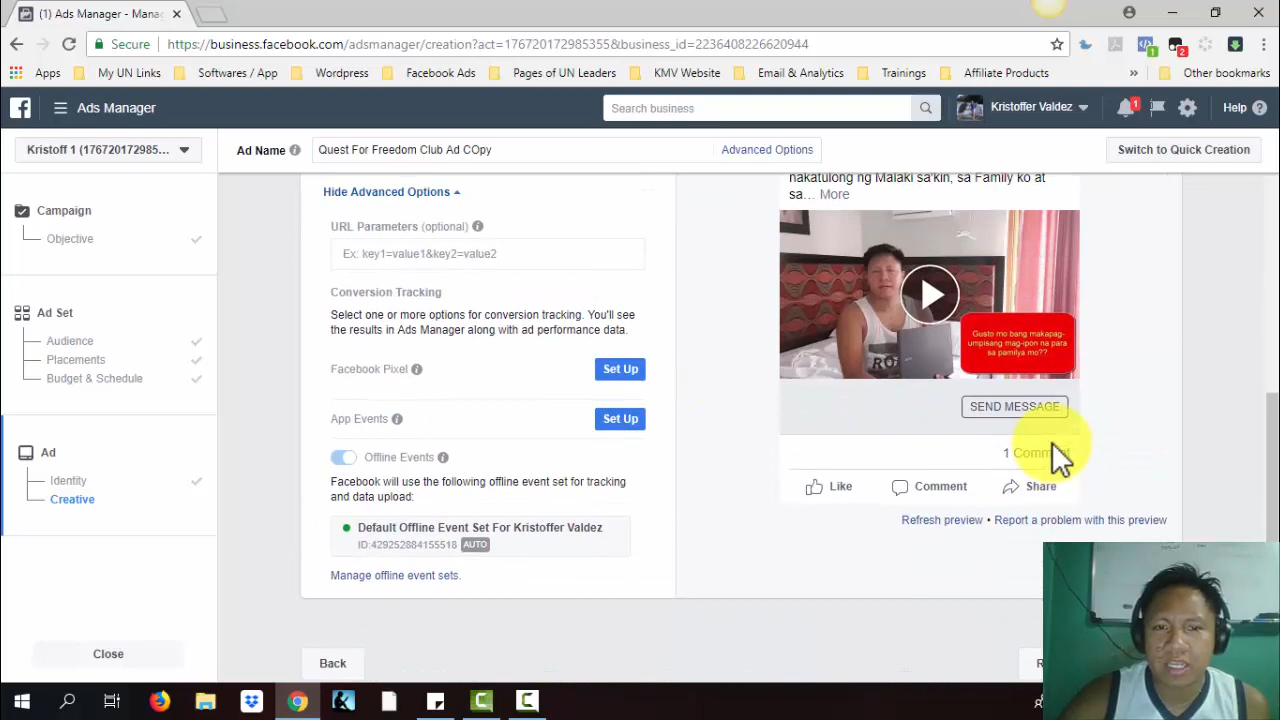 (1) Ads Manager - Mana
Secure
https://business.facebook.com/adsmanager/creation?act=176720172985355&business_id=2236408226620944
1
2
Apps
My UN Links
Softwares / App
Wordpress
Facebook Ads
Pages of UN Leaders
KMV Website
Email & Analytics
Trainings
Affiliate Products
»
Other bookmarks
Ads Manager
Search business
Kristoffer Valdez
1
Help
Kristoff 1 (176720172985...
Ad Name
Quest For Freedom Club Ad COpy
Advanced Options
Switch to Quick Creation
Campaign
Objective
Ad Set
Audience
Placements
Budget & Schedule
Ad
Identity
Creative
Close
Hide Advanced Options
URL Parameters (optional)
Ex: key1=value1&key2=value2
Conversion Tracking
Select one or more options for conversion tracking. You'll see
the results in Ads Manager along with ad performance data.
Facebook Pixel
Set Up
App Events
Set Up
Offline Events
Facebook will use the following offline event set for tracking
and data upload:
Default Offline Event Set For Kristoffer Valdez
ID:429252884155518 AUTO
Manage offline event sets.
Back
nakatulong ng Malaki sa'kin, sa Family ko at
sa… More
Gusto mo bang makapag-
umpisang mag-ipon na para
sa pamilya mo??
SEND MESSAGE
1 Comment
Like
Comment
Share
Refresh preview • Report a problem with this preview